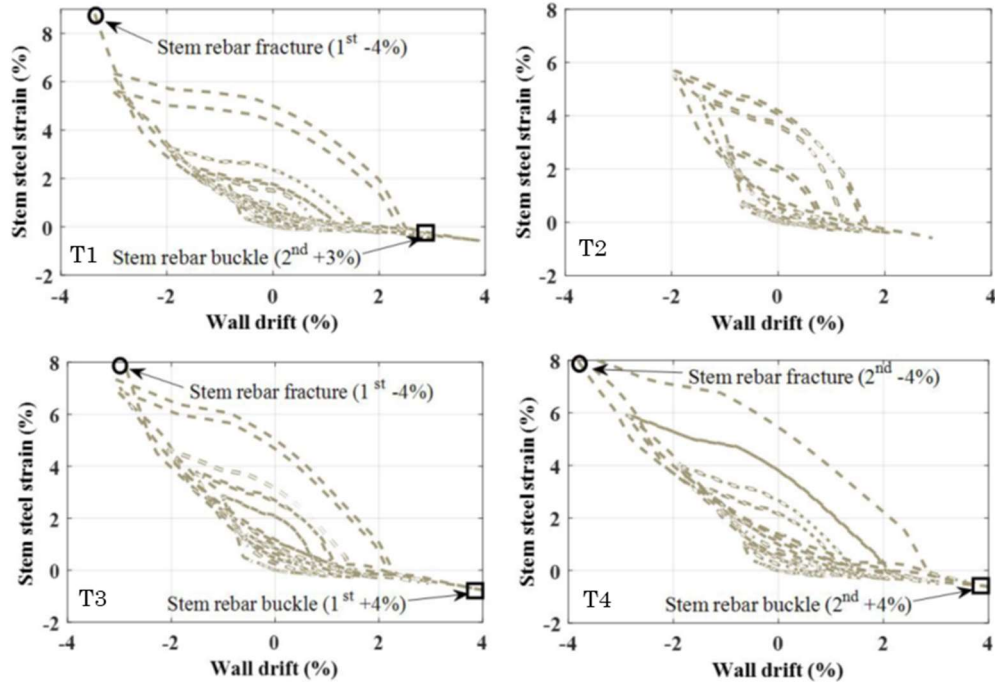 8
6
4
2
0
-2
Stem steel strain (%)
Stem rebar fracture (1st -4%)
T1
Stem rebar buckle (2nd +3%)
-4 -2 0 2 4
Wall drift (%)
8
6
4
2
0
-2
Stem steel strain (%)
T2
-4 -2 0 2 4
Wall drift (%)
8
6
4
2
0
-2
Stem steel strain (%)
Stem rebar fracture (1st -4%)
T3
Stem rebar buckle (1st +4%)
-4 -2 0 2 4
Wall drift (%)
8
6
4
2
0
-2
Stem steel strain (%)
Stem rebar fracture (2nd -4%)
T4
Stem rebar buckle (2nd +4%)
-4 -2 0 2 4
Wall drift (%)